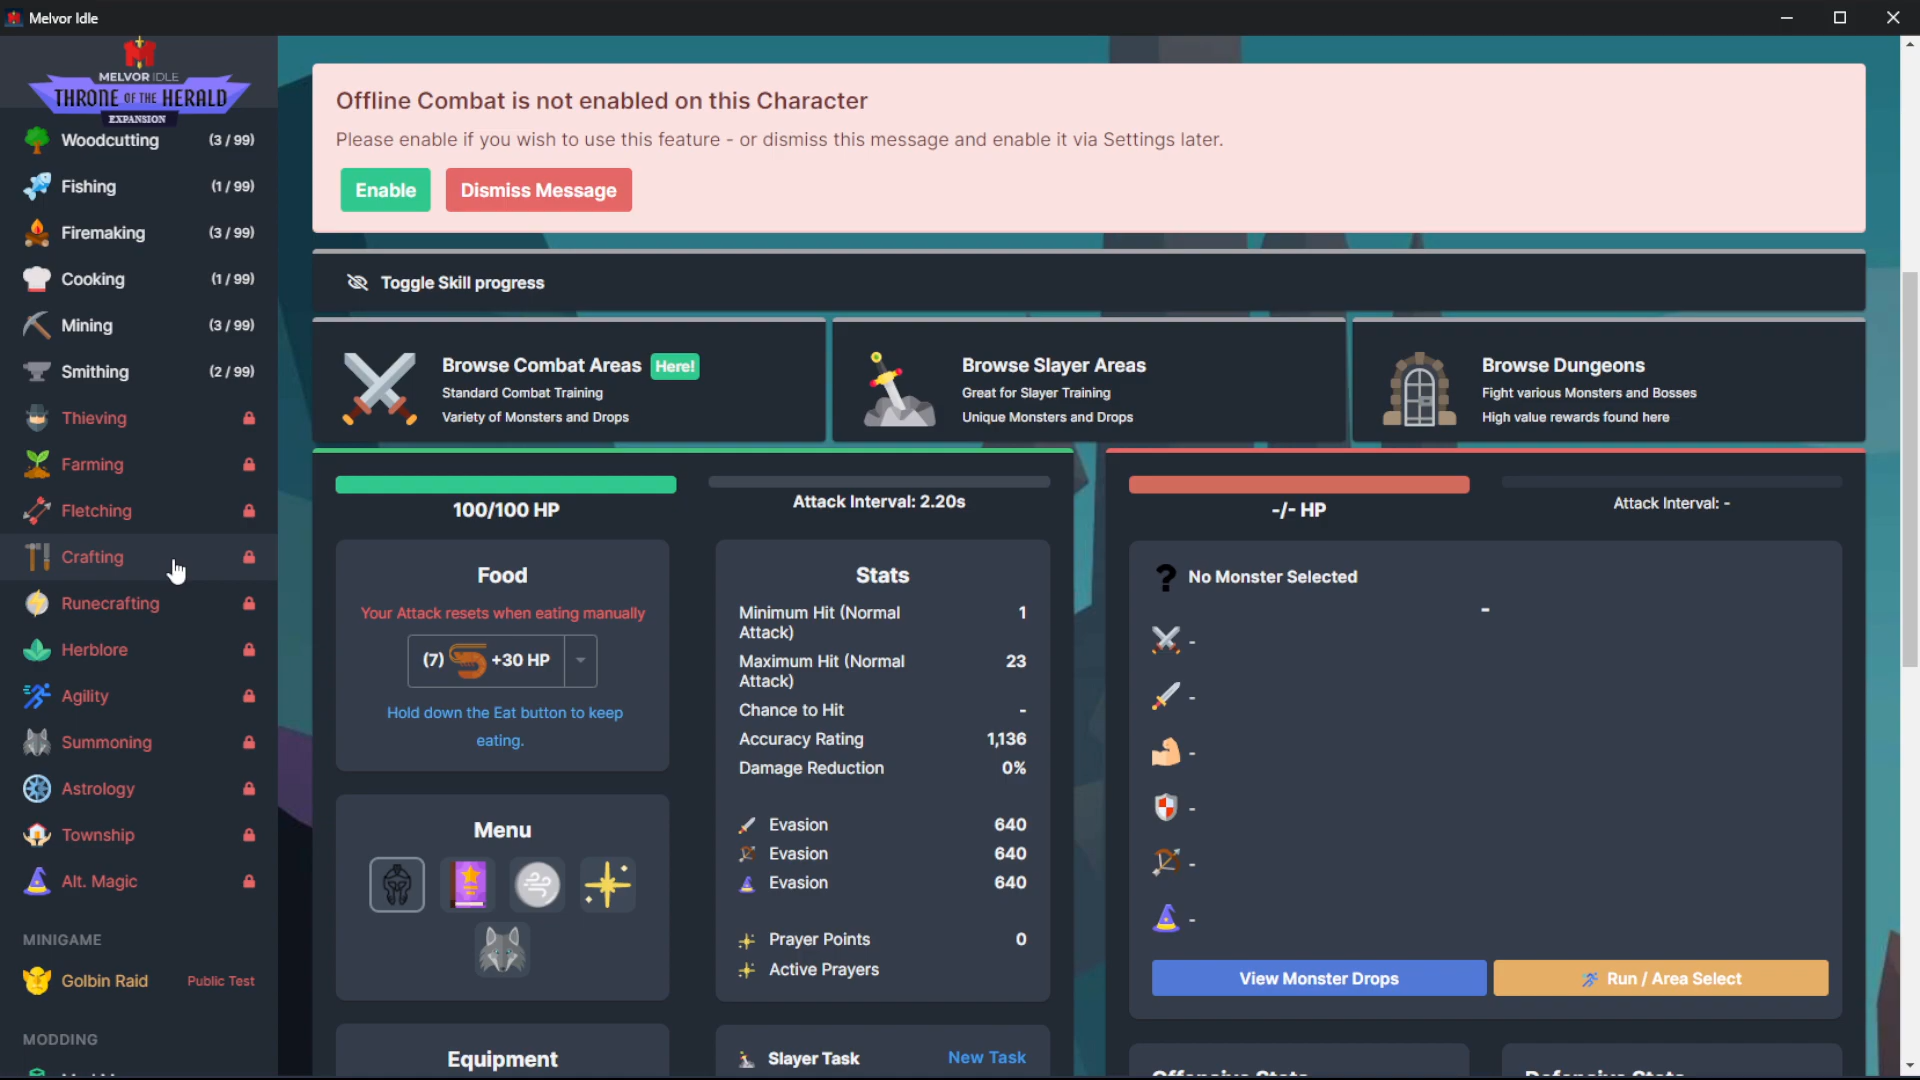 Melvor Idle
MELVOR IDLE
THRONE OF THE HERALD
EXPANSION
Woodcutting (3 / 99)
Fishing (1 / 99)
Firemaking (3 / 99)
Cooking (1 / 99)
Mining (3 / 99)
Smithing (2 / 99)
Thieving
Farming
Fletching
Crafting
Runecrafting
Herblore
Agility
Summoning
Astrology
Township
Alt. Magic
MINIGAME
Golbin Raid Public Test
MODDING
Offline Combat is not enabled on this Character
Please enable if you wish to use this feature - or dismiss this message and enable it via Settings later.
Enable
Dismiss Message
Toggle Skill progress
Browse Combat Areas Here!
Standard Combat Training
Variety of Monsters and Drops
Browse Slayer Areas
Great for Slayer Training
Unique Monsters and Drops
Browse Dungeons
Fight various Monsters and Bosses
High value rewards found here
100/100 HP
Attack Interval: 2.20s
Food
Your Attack resets when eating manually
(7) +30 HP
Hold down the Eat button to keep
eating.
Menu
Equipment
Stats
Minimum Hit (Normal
Attack) 1
Maximum Hit (Normal
Attack) 23
Chance to Hit -
Accuracy Rating 1,136
Damage Reduction 0%
Evasion 640
Evasion 640
Evasion 640
Prayer Points 0
Active Prayers
Slayer Task New Task
-/- HP
Attack Interval: -
? No Monster Selected
-
-
-
-
-
-
-
View Monster Drops
Run / Area Select
Offensive Stats
Defensive Stats